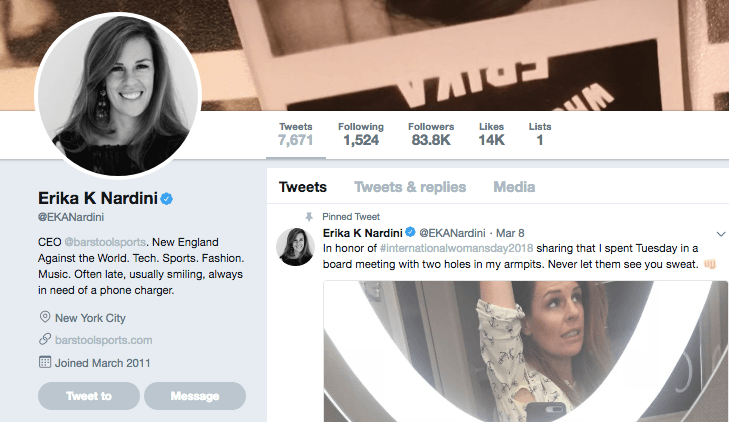 ERIKA
WHO
Tweets
7,671
Following
1,524
Followers
83.8K
Likes
14K
Lists
1
Erika K Nardini
@EKANardini
CEO @barstoolsports. New England
Against the World. Tech. Sports. Fashion.
Music. Often late, usually smiling, always
in need of a phone charger.
New York City
barstoolsports.com
Joined March 2011
Tweet to
Message
Tweets
Tweets & replies
Media
Pinned Tweet
Erika K Nardini @EKANardini · Mar 8
In honor of #internationalwomansday2018 sharing that I spent Tuesday in a
board meeting with two holes in my armpits. Never let them see you sweat. 👊🏻